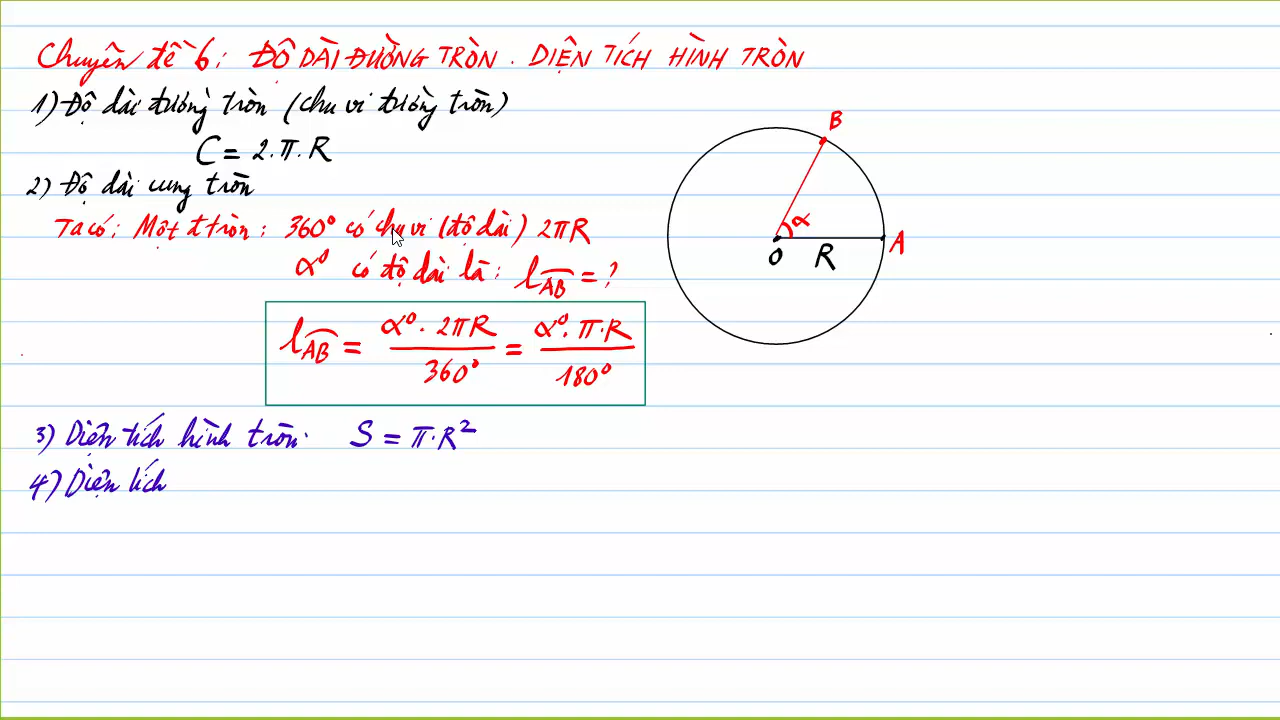 Chuyên đề 6: ĐỘ DÀI ĐƯỜNG TRÒN. DIỆN TÍCH HÌNH TRÒN
1) Độ dài đường tròn (chu vi đường tròn)
C = 2.π.R
2) Độ dài cung tròn
Ta có: Một đ tròn: 360° có chu vi (độ dài) 2πR
α° có độ dài là: l AB = ?
l AB = α°. 2πR / 360° = α°. π.R / 180°
3) Diện tích hình tròn. S = π.R²
4) Diện tích
B
α
O R A